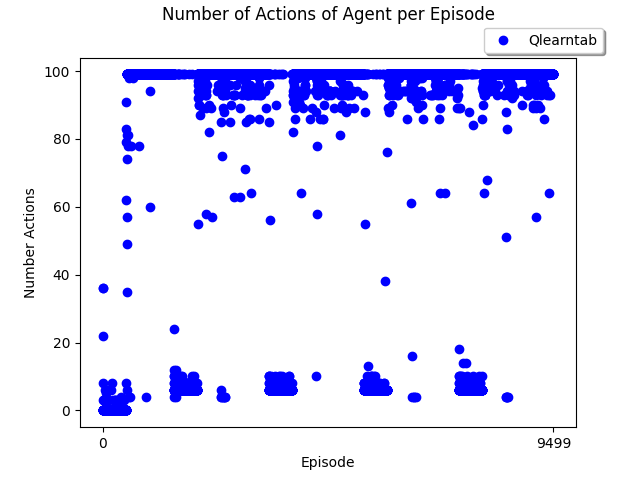 Number of Actions of Agent per Episode
Qlearntab
100
80
60
40
20
0
Number Actions
0 9499
Episode